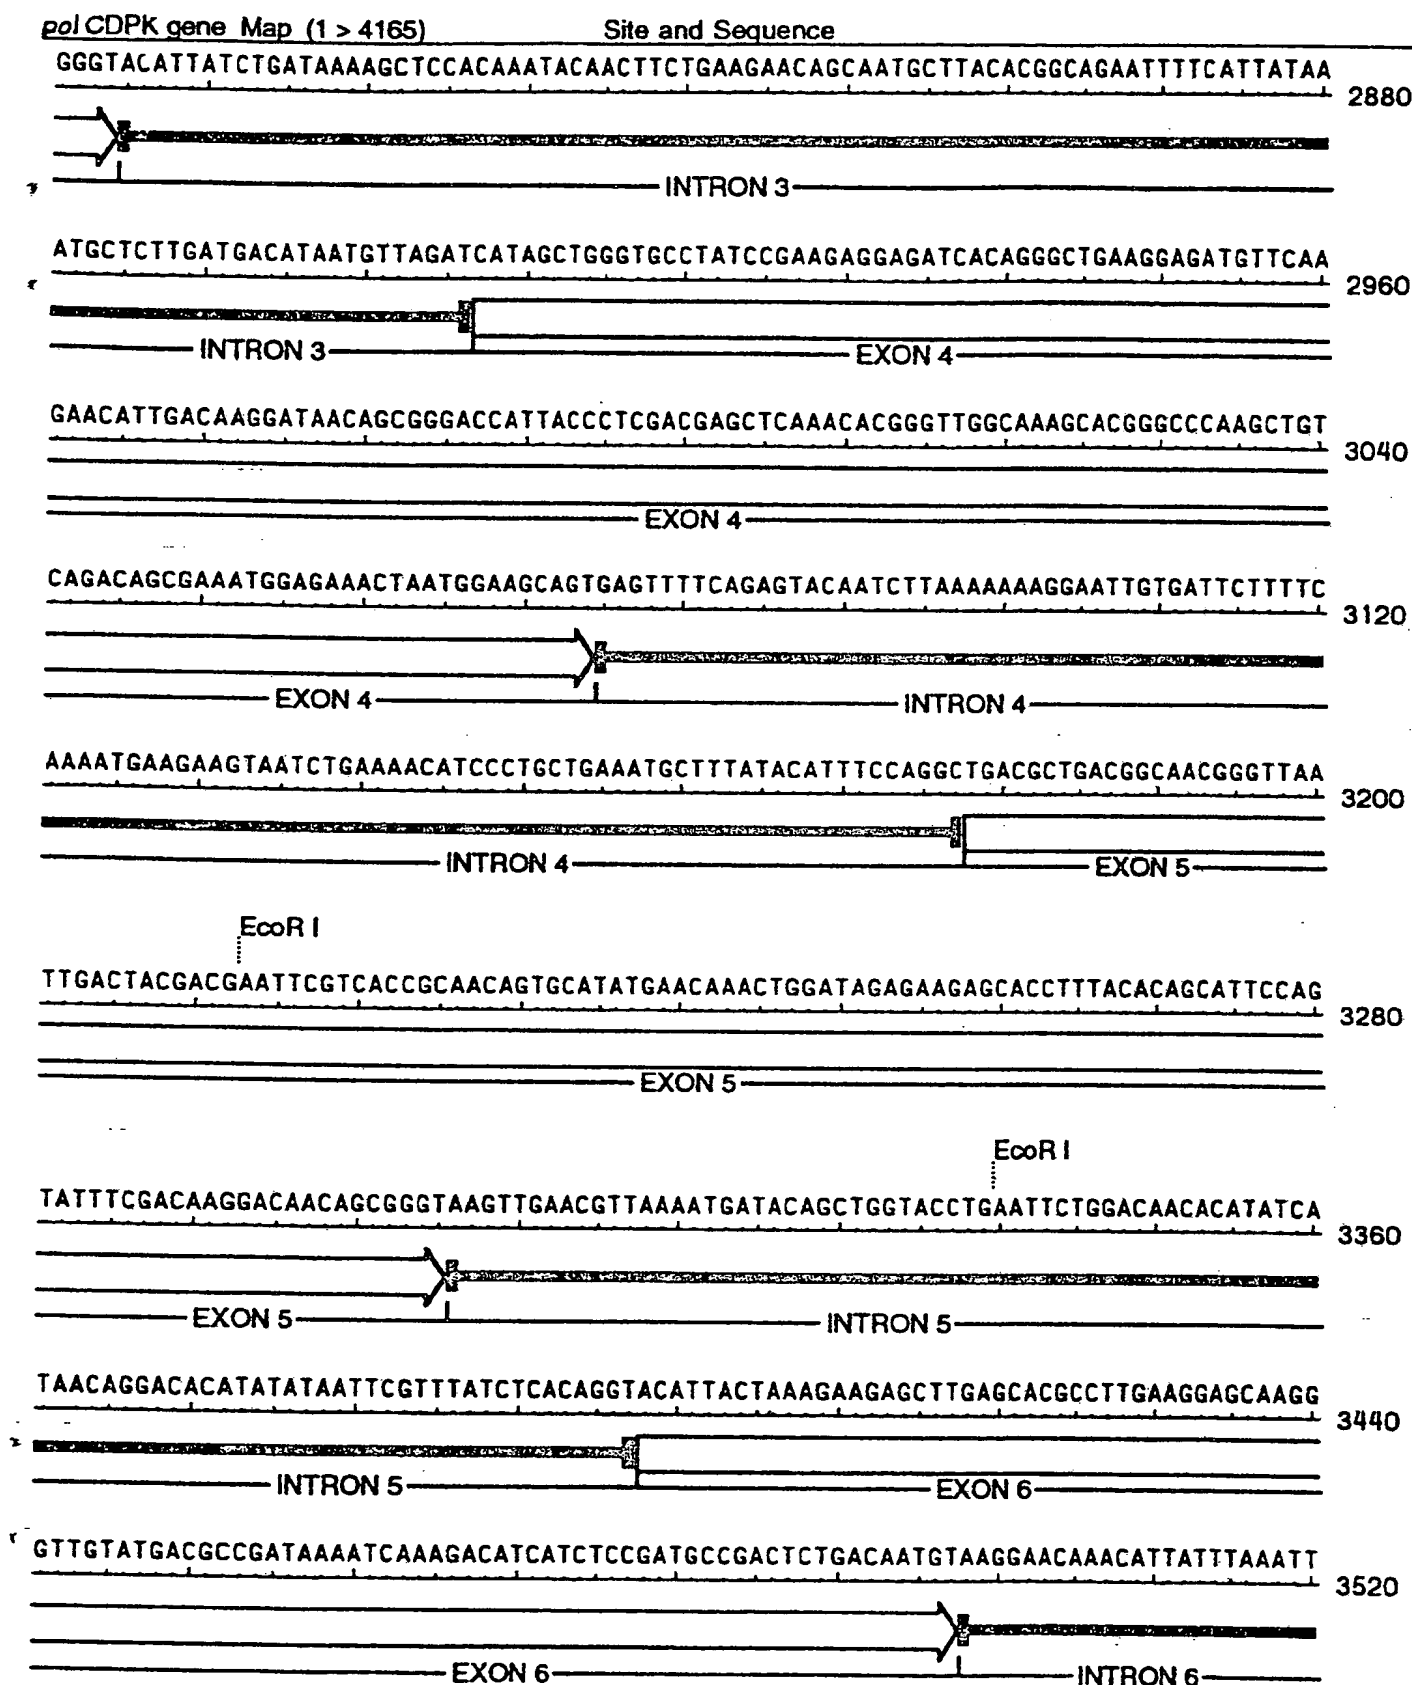 pol CDPK gene Map (1 > 4165) Site and Sequence
GGGTACATTATCTGATAAAAGCTCCACAAATACAACTTCTGAAGAACAGCAATGCTTACACGGCAGAATTTTCATTATAA
2880
INTRON 3
ATGCTCTTGATGACATAATGTTAGATCATAGCTGGGTGCCTATCCGAAGAGGAGATCACAGGGCTGAAGGAGATGTTCAA
2960
INTRON 3 EXON 4
GAACATTGACAAGGATAACAGCGGGACCATTACCCTCGACGAGCTCAAACACGGGTTGGCAAAGCACGGGCCCAAGCTGT
3040
EXON 4
CAGACAGCGAAATGGAGAAACTAATGGAAGCAGTGAGTTTTCAGAGTACAATCTTAAAAAAAGGAATTGTGATTCTTTTC
3120
EXON 4 INTRON 4
AAAATGAAGAAGTAATCTGAAAACATCCCTGCTGAAATGCTTTATACATTTCCAGGCTGACGCTGACGGCAACGGGTTAA
3200
INTRON 4 EXON 5
EcoR I
TTGACTACGACGAATTCGTCACCGCAACAGTGCATATGAACAAACTGGATAGAGAAGAGCACCTTTACACAGCATTCCAG
3280
EXON 5
EcoR I
TATTTCGACAAGGACAACAGCGGGTAAGTTGAACGTTAAAATGATACAGCTGGTACCTGAATTCTGGACAACACATATCA
3360
EXON 5 INTRON 5
TAACAGGACACATATATAATTCGTTTATCTCACAGGTACATTACTAAAGAAGAGCTTGAGCACGCCTTGAAGGAGCAAGG
3440
INTRON 5 EXON 6
GTTGTATGACGCCGATAAAATCAAAGACATCATCTCCGATGCCGACTCTGACAATGTAAGGAACAAACATTATTTAAATT
3520
EXON 6 INTRON 6